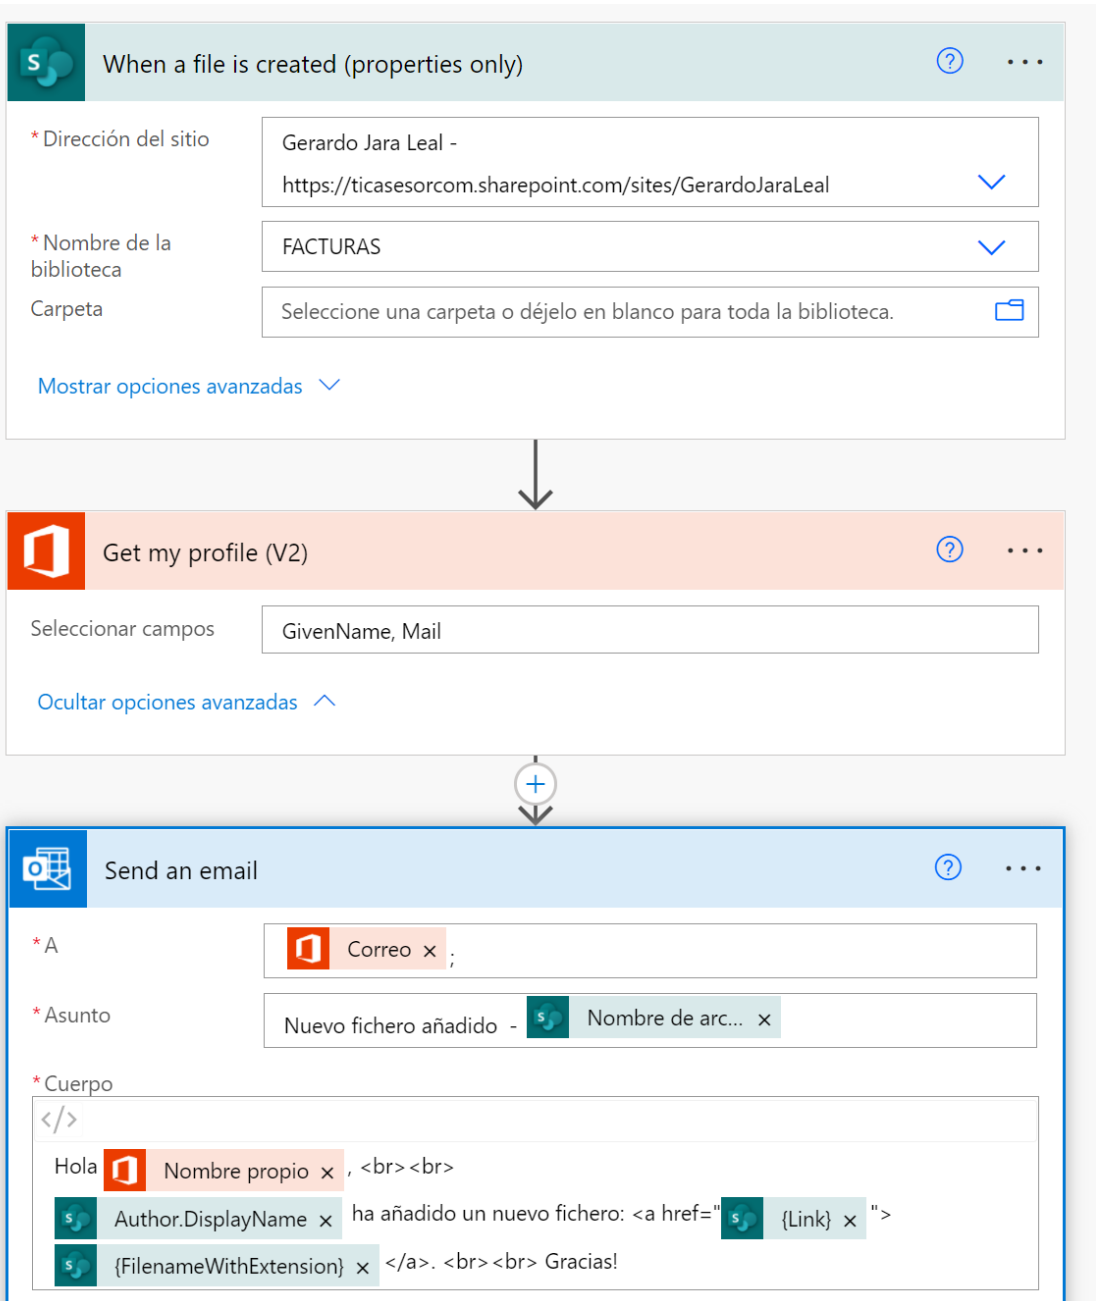 When a file is created (properties only)
* Dirección del sitio
Gerardo Jara Leal -
https://ticasesorcom.sharepoint.com/sites/GerardoJaraLeal
* Nombre de la
biblioteca
FACTURAS
Carpeta
Seleccione una carpeta o déjelo en blanco para toda la biblioteca.
Mostrar opciones avanzadas
Get my profile (V2)
Seleccionar campos
GivenName, Mail
Ocultar opciones avanzadas
Send an email
* A
Correo × ;
* Asunto
Nuevo fichero añadido - Nombre de arc... ×
* Cuerpo
</>
Hola Nombre propio × , <br><br>
Author.DisplayName × ha añadido un nuevo fichero: <a href=" {Link} × ">
{FilenameWithExtension} × </a>. <br><br> Gracias!